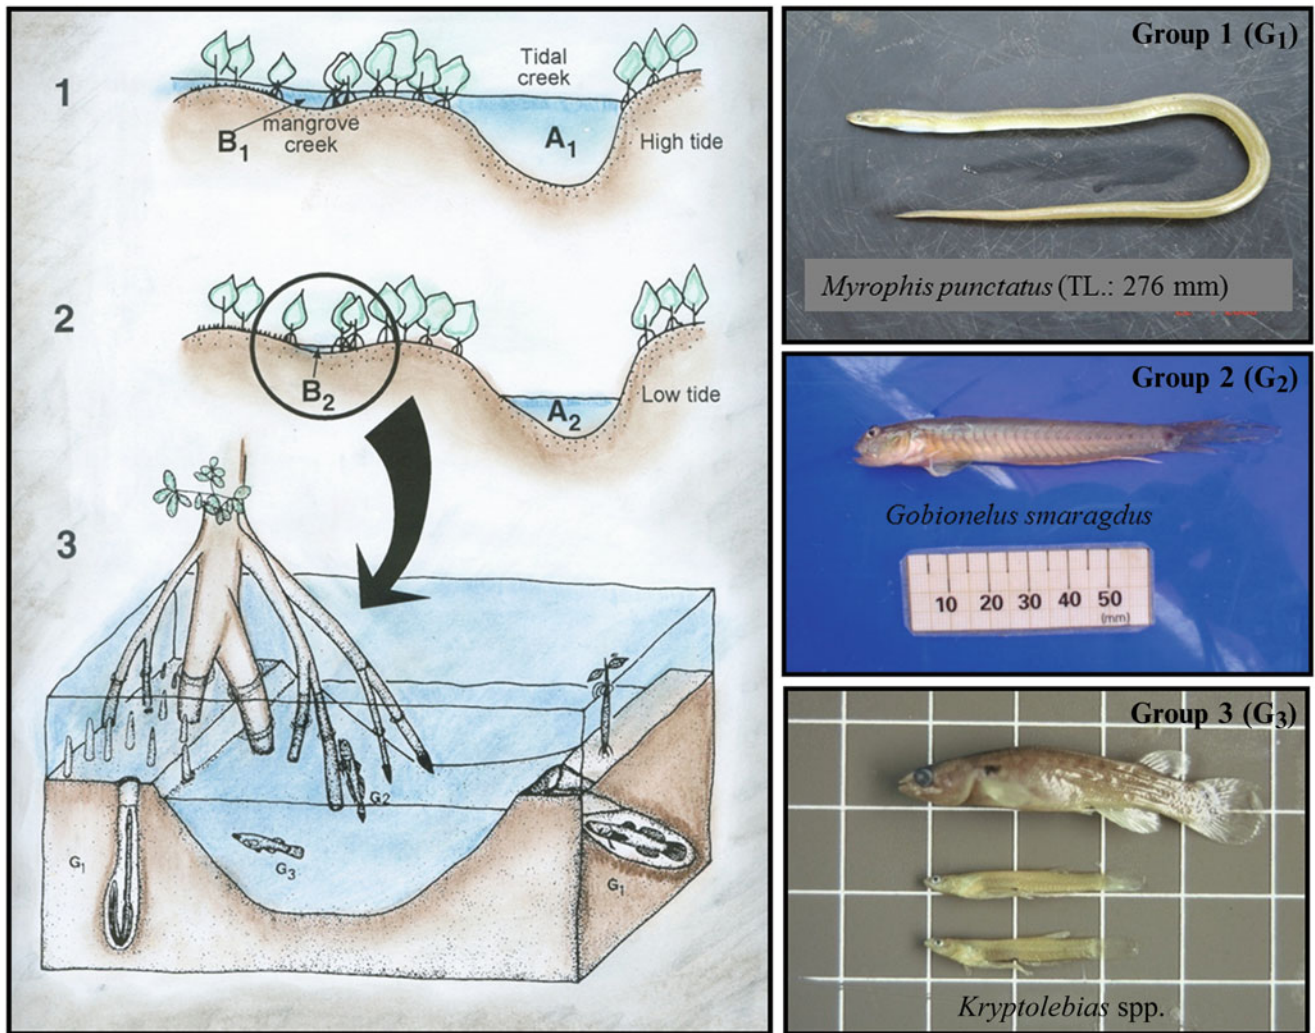 1
Tidal
creek
B1
mangrove
creek
A1
High tide
2
B2
A2
Low tide
3
G1
G2
G3
G1
Group 1 (G1)
Myrophis punctatus (TL.: 276 mm)
Group 2 (G2)
Gobionelus smaragdus
10 20 30 40 50
(mm)
Group 3 (G3)
Kryptolebias spp.